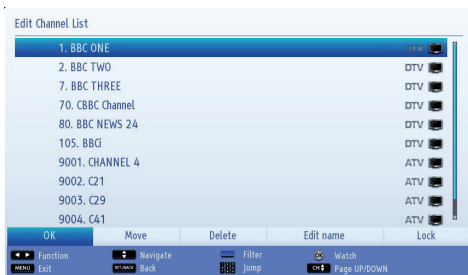 Edit Channel List
1. BBC ONE DTV
2. BBC TWO DTV
7. BBC THREE DTV
70. CBBC Channel DTV
80. BBC NEWS 24 DTV
105. BBCi DTV
9001. CHANNEL 4 ATV
9002. C21 ATV
9003. C29 ATV
9004. C41 ATV
OK Move Delete Edit name Lock
Function Navigate Filter OK Watch
MENU Exit RET/BACK Back Jump CH Page UP/DOWN